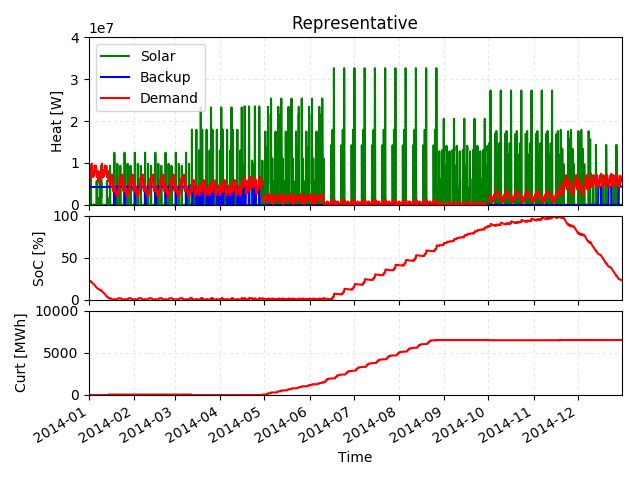 Representative
1e7
4
3
2
1
0
Heat [W]
Solar
Backup
Demand
100
50
0
SoC [%]
10000
5000
0
Curt [MWh]
2014-01
2014-02
2014-03
2014-04
2014-05
2014-06
2014-07
2014-08
2014-09
2014-10
2014-11
2014-12
Time